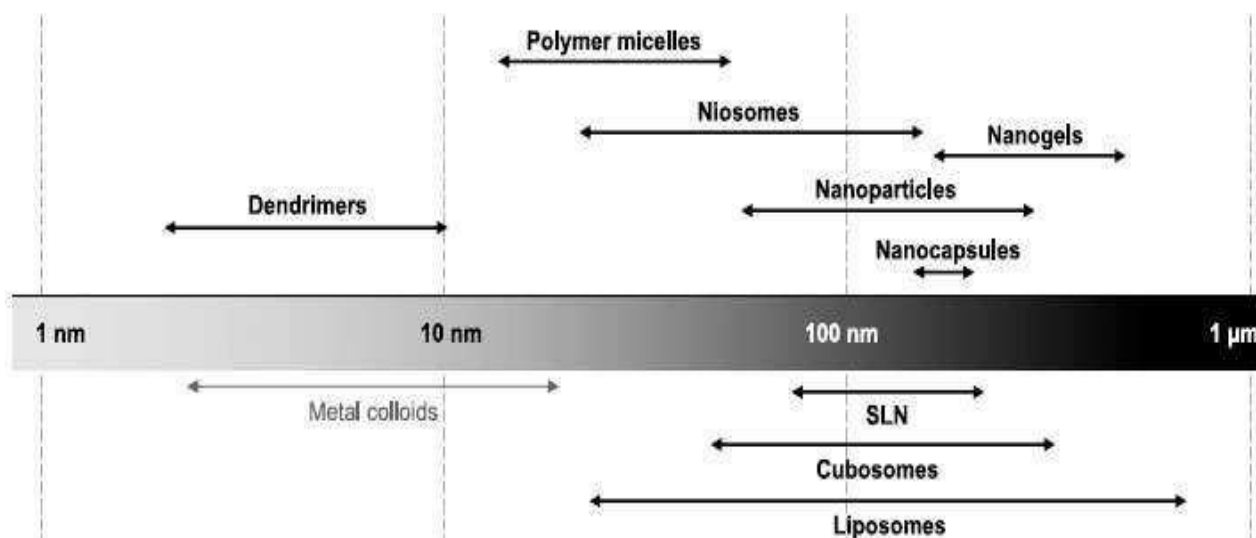 Polymer micelles
Niosomes
Nanogels
Nanoparticles
Dendrimers
Nanocapsules
1 nm 10 nm 100 nm 1 µm
Metal colloids
SLN
Cubosomes
Liposomes